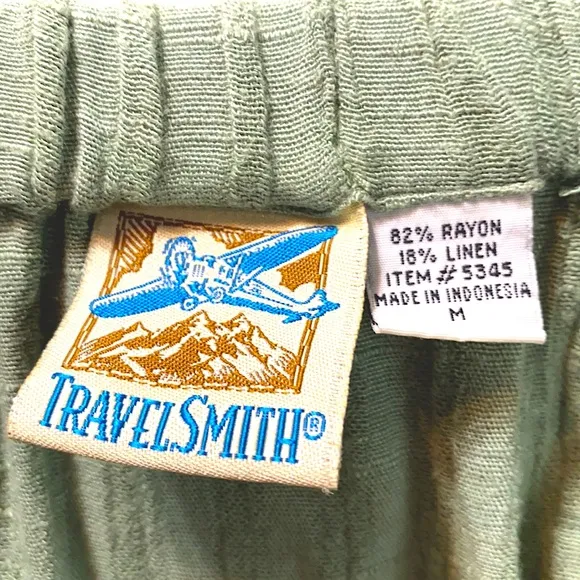 TRAVELSMITH®
82% RAYON
18% LINEN
ITEM #5345
MADE IN INDONESIA
M